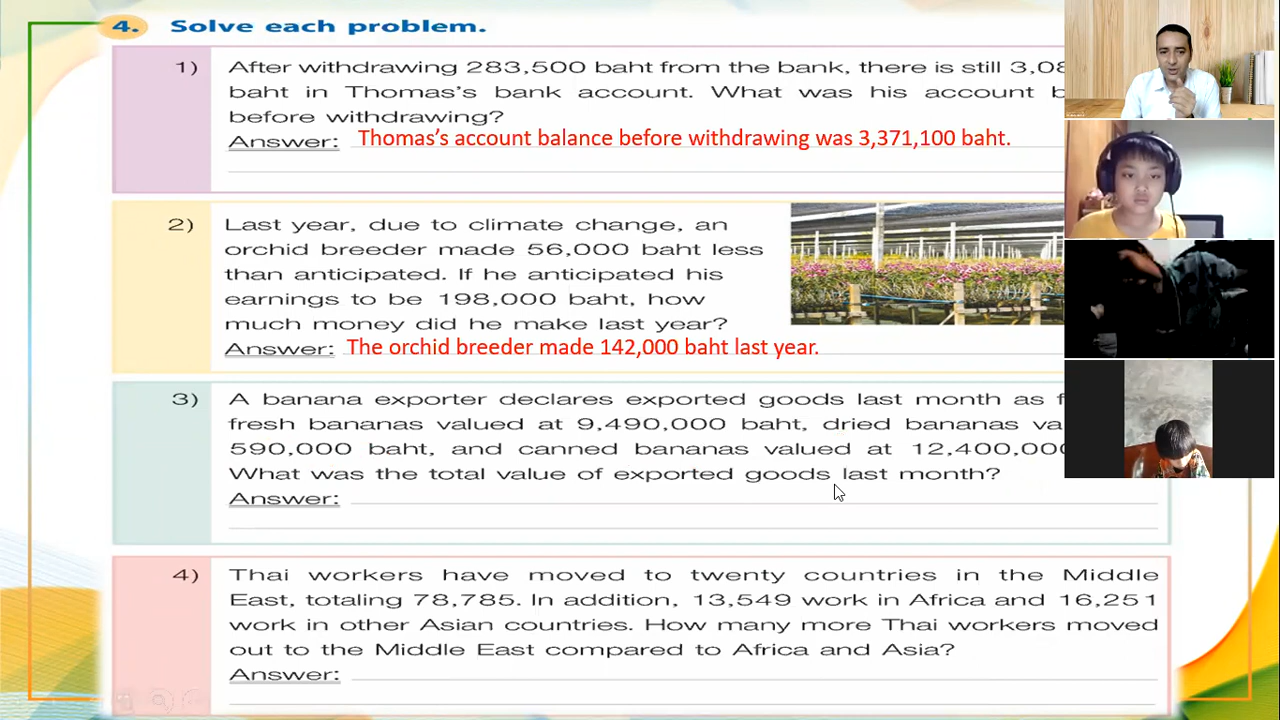 4. Solve each problem.
1) After withdrawing 283,500 baht from the bank, there is still 3,08
baht in Thomas's bank account. What was his account b
before withdrawing?
Answer: Thomas's account balance before withdrawing was 3,371,100 baht.
2) Last year, due to climate change, an
orchid breeder made 56,000 baht less
than anticipated. If he anticipated his
earnings to be 198,000 baht, how
much money did he make last year?
Answer: The orchid breeder made 142,000 baht last year.
3) A banana exporter declares exported goods last month as f
fresh bananas valued at 9,490,000 baht, dried bananas va
590,000 baht, and canned bananas valued at 12,400,000
What was the total value of exported goods last month?
Answer:
4) Thai workers have moved to twenty countries in the Middle
East, totaling 78,785. In addition, 13,549 work in Africa and 16,251
work in other Asian countries. How many more Thai workers moved
out to the Middle East compared to Africa and Asia?
Answer: